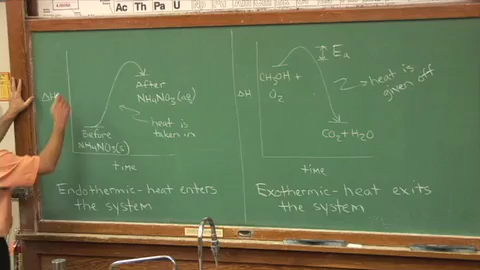 Ac Th Pa U
ΔH
After
NH4NO3(aq)
heat is
taken in
Before
NH4NO3(s)
time
Endothermic-heat enters
the system
ΔH
Ea
CH3OH +
O2
heat is
given off
CO2 + H2O
time
Exothermic-heat exits
the system